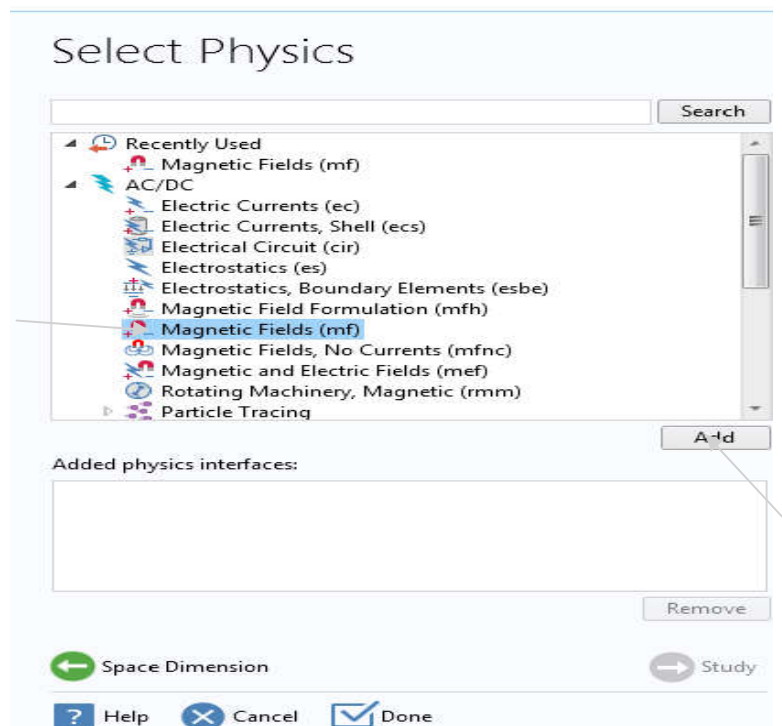 Select Physics
Search
Recently Used
Magnetic Fields (mf)
AC/DC
Electric Currents (ec)
Electric Currents, Shell (ecs)
Electrical Circuit (cir)
Electrostatics (es)
Electrostatics, Boundary Elements (esbe)
Magnetic Field Formulation (mfh)
Magnetic Fields (mf)
Magnetic Fields, No Currents (mfnc)
Magnetic and Electric Fields (mef)
Rotating Machinery, Magnetic (rmm)
Particle Tracing
Add
Added physics interfaces:
Remove
Space Dimension Study
? Help Cancel Done